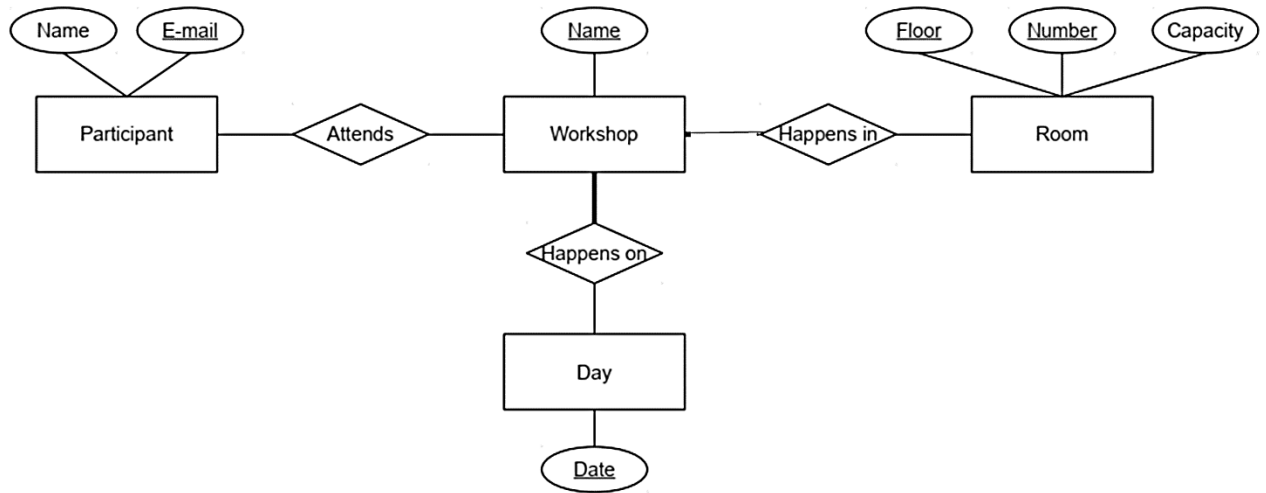 Name
E-mail
Name
Floor
Number
Capacity
Participant
Attends
Workshop
Happens in
Room
Happens on
Day
Date